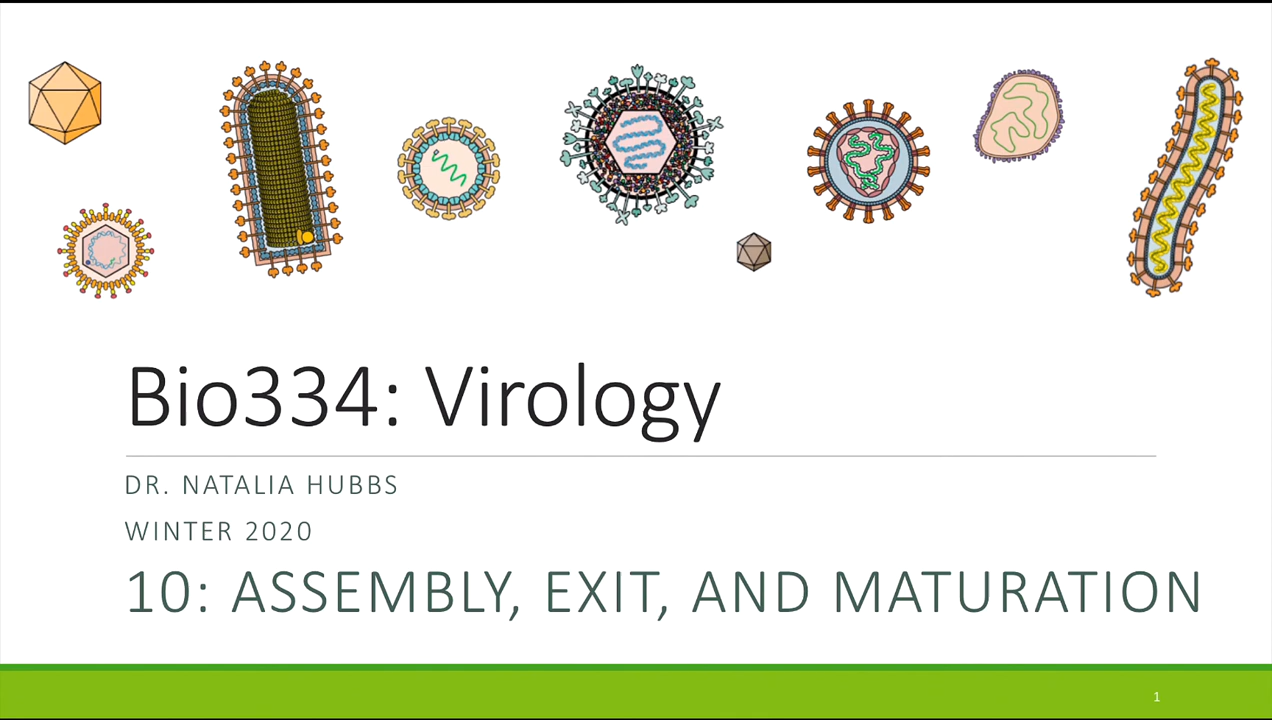 Bio334: Virology
DR. NATALIA HUBBS
WINTER 2020
10: ASSEMBLY, EXIT, AND MATURATION
1